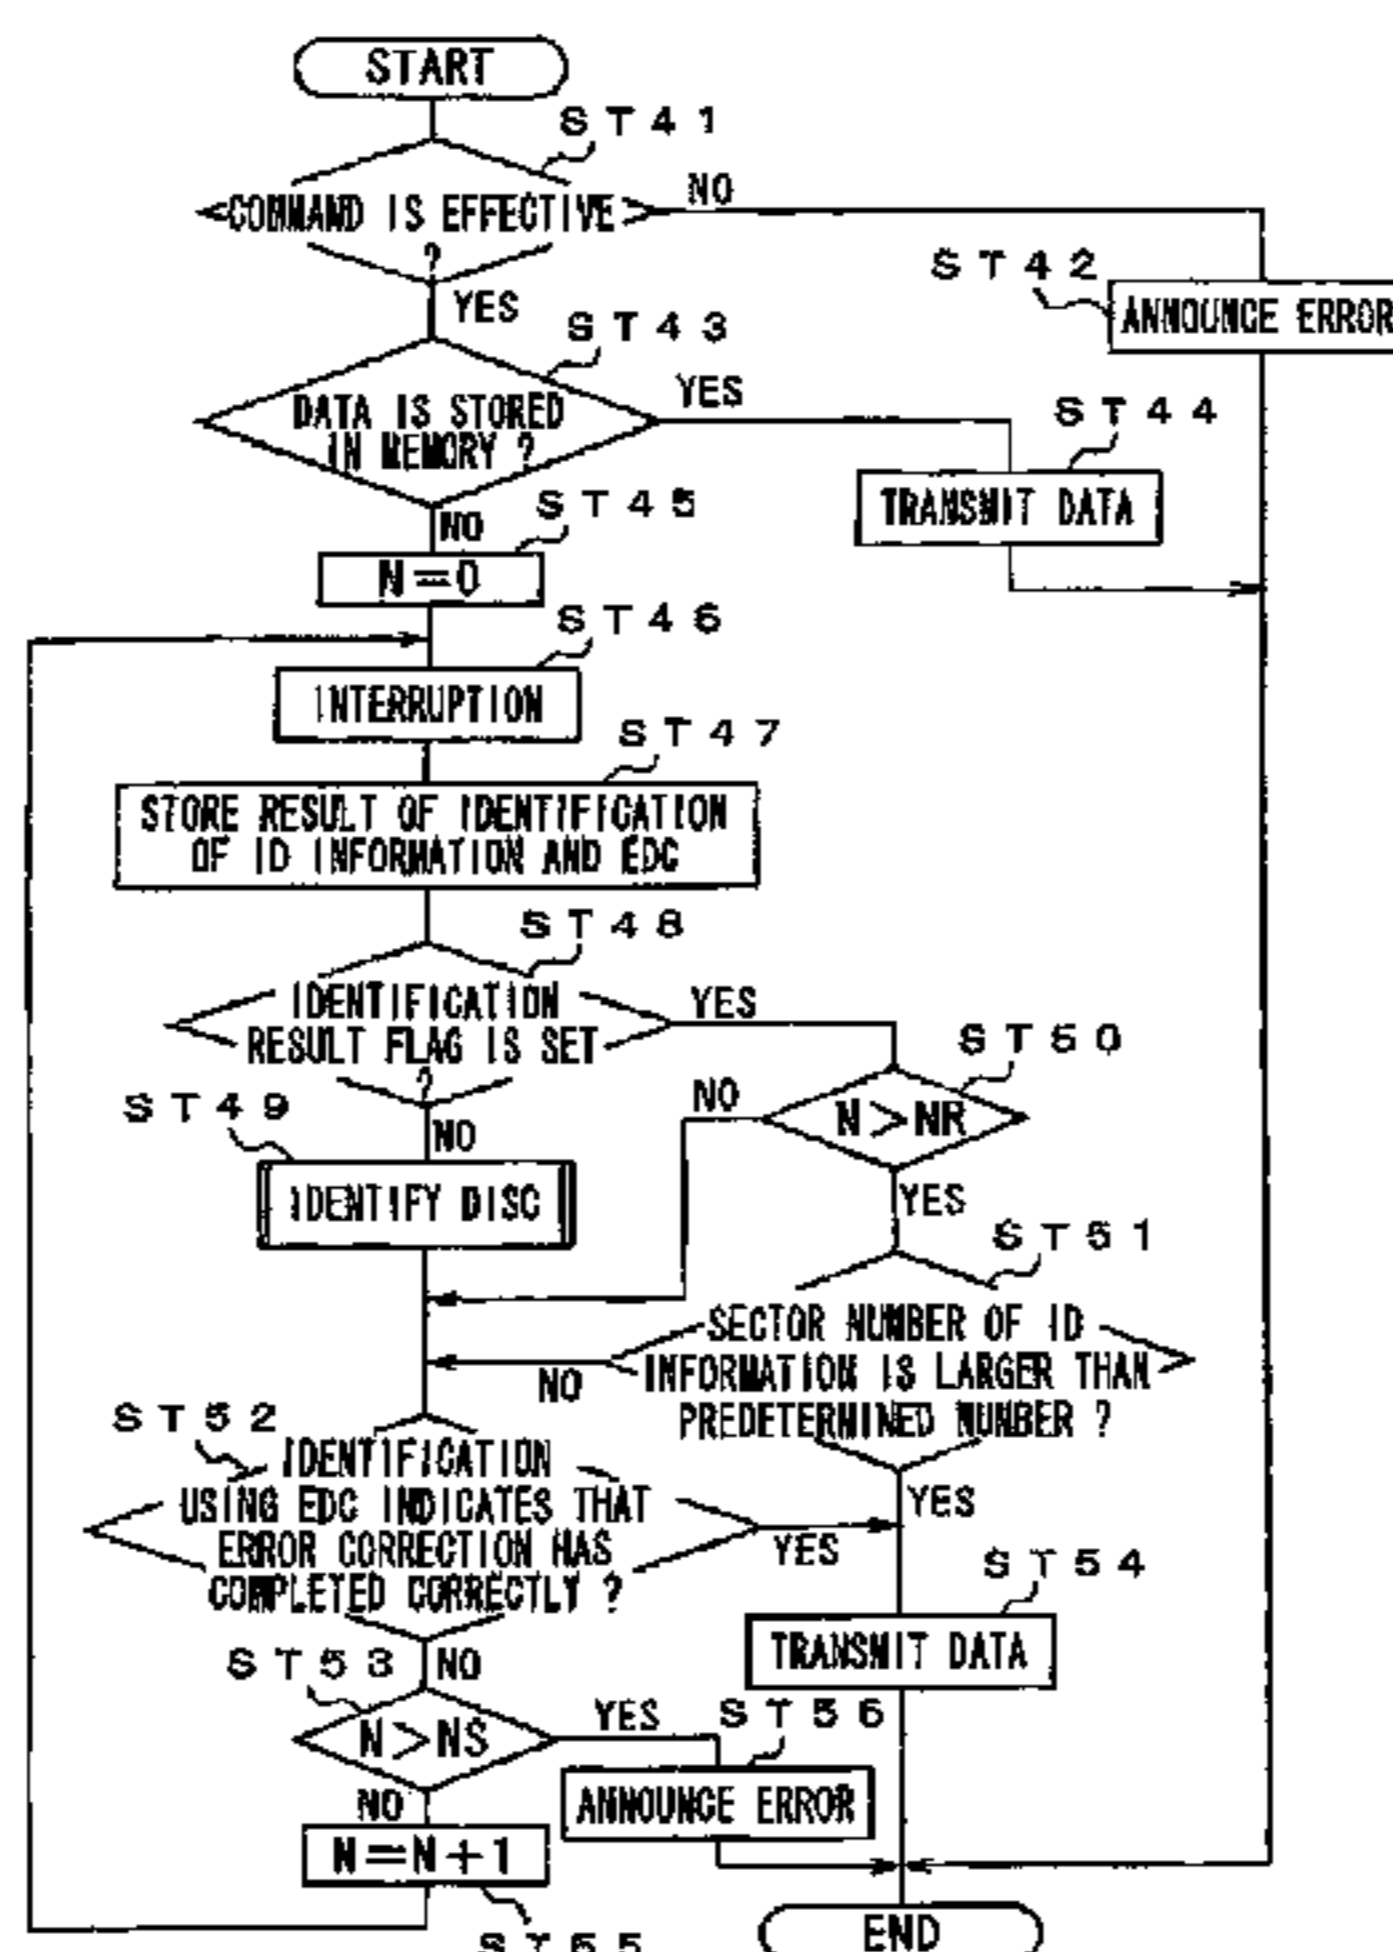 START
ST41
COMMAND IS EFFECTIVE
?
NO
YES
ST42
ANNOUNCE ERROR
ST43
DATA IS STORED
IN MEMORY ?
YES
NO
ST44
TRANSMIT DATA
ST45
N=0
ST46
INTERRUPTION
ST47
STORE RESULT OF IDENTIFICATION
OF ID INFORMATION AND EDC
ST48
IDENTIFICATION
RESULT FLAG IS SET
?
YES
NO
ST49
IDENTIFY DISC
ST50
N>NR
NO
YES
ST51
SECTOR NUMBER OF ID
INFORMATION IS LARGER THAN
PREDETERMINED NUMBER ?
NO
YES
ST52
IDENTIFICATION
USING EDC INDICATES THAT
ERROR CORRECTION HAS
COMPLETED CORRECTLY ?
YES
NO
ST54
TRANSMIT DATA
ST53
N>NS
YES
NO
ST56
ANNOUNCE ERROR
N=N+1
ST55
END